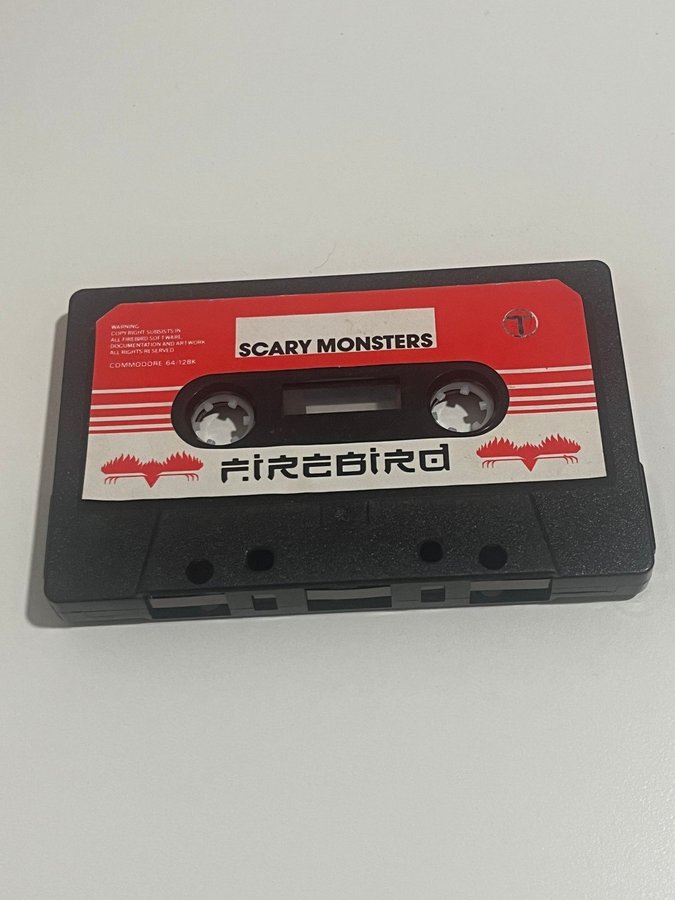 WARNING
COPYRIGHT SUBSISTS IN
ALL FIREBIRD SOFTWARE,
DOCUMENTATION AND ARTWORK
ALL RIGHTS RESERVED
COMMODORE 64/128K
SCARY MONSTERS
FIREBIRD